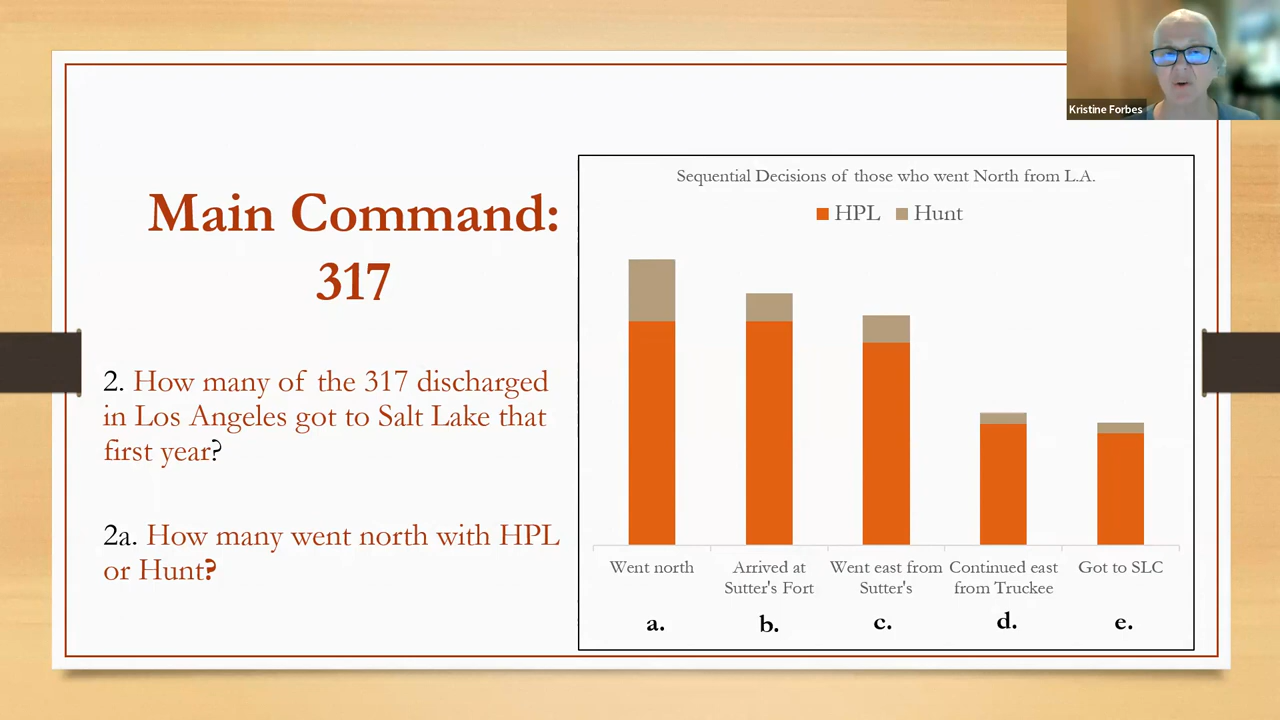 Kristine Forbes
Main Command:
317
2. How many of the 317 discharged
in Los Angeles got to Salt Lake that
first year?
2a. How many went north with HPL
or Hunt?
Sequential Decisions of those who went North from L.A.
HPL Hunt
Went north
Arrived at
Sutter's Fort
Went east from
Sutter's
Continued east
from Truckee
Got to SLC
a. b. c. d. e.